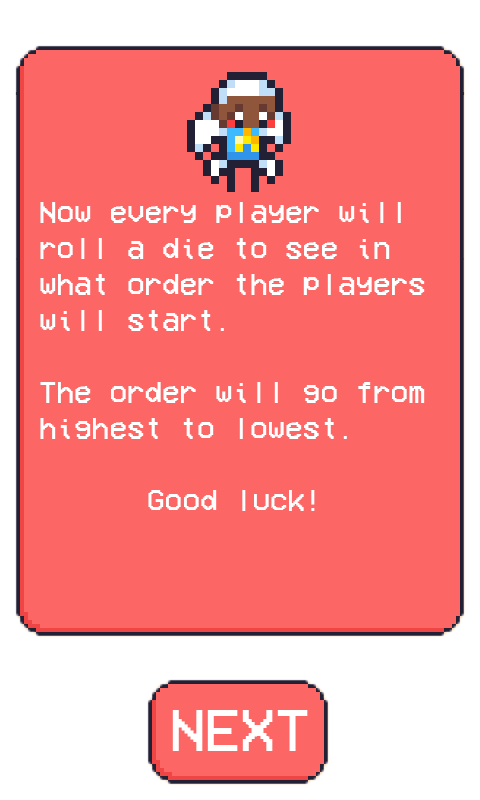 Now every player will
roll a die to see in
what order the players
will start.
The order will go from
highest to lowest.
Good luck!
NEXT